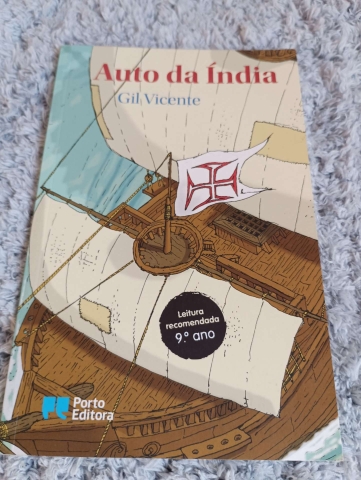 Auto da Índia
Gil Vicente
Leitura
recomendada
9.º ano
Porto
Editora